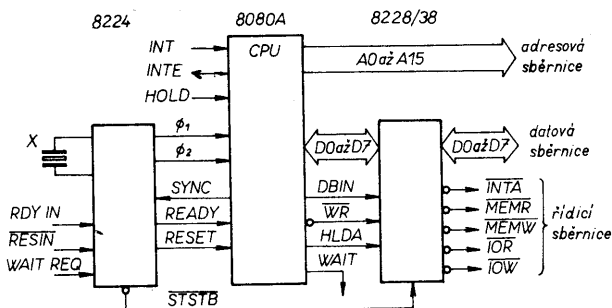 8224
8080A
8228/38
CPU
INT
INTE
HOLD
A0 až A15
adresová
sběrnice
X
ϕ1
ϕ2
D0 až D7
D0 až D7
datová
sběrnice
SYNC
READY
RESET
RDY IN
RESIN
WAIT REQ
DBIN
WR
HLDA
WAIT
INTA
MEMR
MEMW
IOR
IOW
řídicí
sběrnice
STSTB